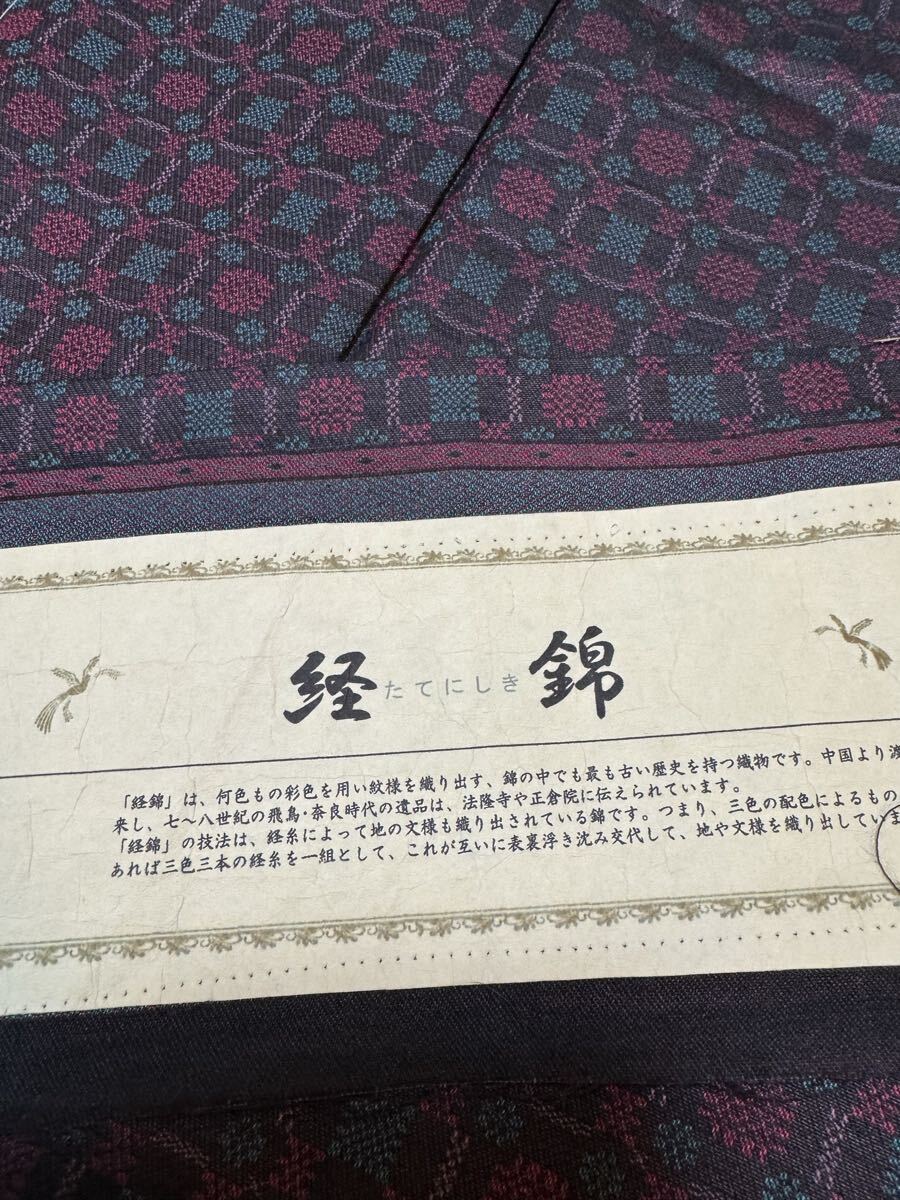 経たてにしき錦
「経錦」は、何色もの彩色を用い紋様を織り出す、錦の中でも最も古い歴史を持つ織物です。中国より渡
来し、七〜八世紀の飛鳥・奈良時代の遺品は、法隆寺や正倉院に伝えられています。
「経錦」の技法は、経糸によって地の文様も織り出されている錦です。つまり、三色の配色によるもの
あれば三色三本の経糸を一組として、これが互いに表裏浮き沈み交代して、地や文様を織り出していま